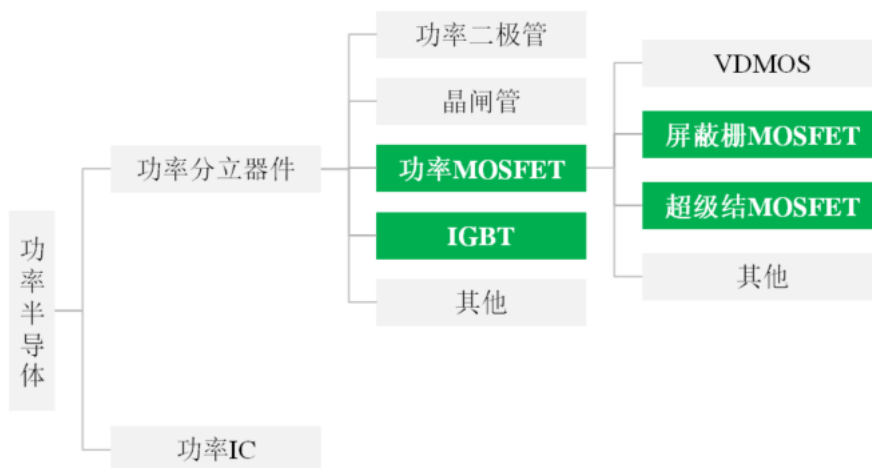 功率半导体
功率分立器件
功率IC
功率二极管
晶闸管
功率MOSFET
IGBT
其他
VDMOS
屏蔽栅MOSFET
超级结MOSFET
其他